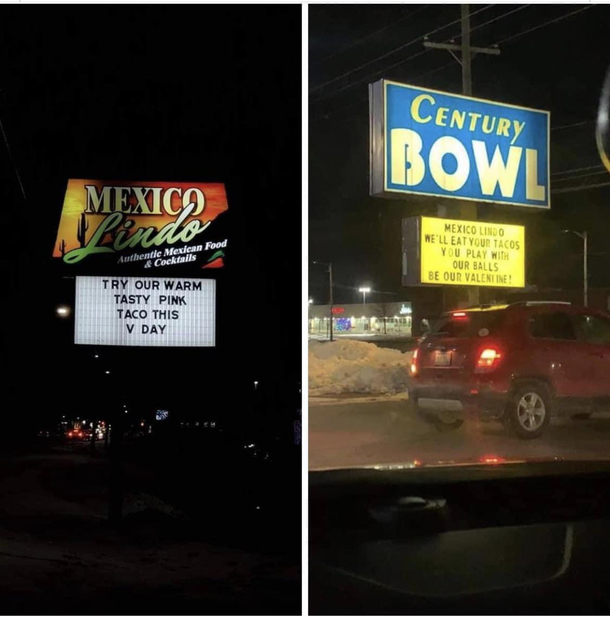 MEXICO
Lindo
Authentic Mexican Food
& Cocktails
TRY OUR WARM
TASTY PINK
TACO THIS
V DAY
CENTURY
BOWL
MEXICO LINDO
WE'LL EAT YOUR TACOS
YOU PLAY WITH
OUR BALLS
BE OUR VALENTINE!